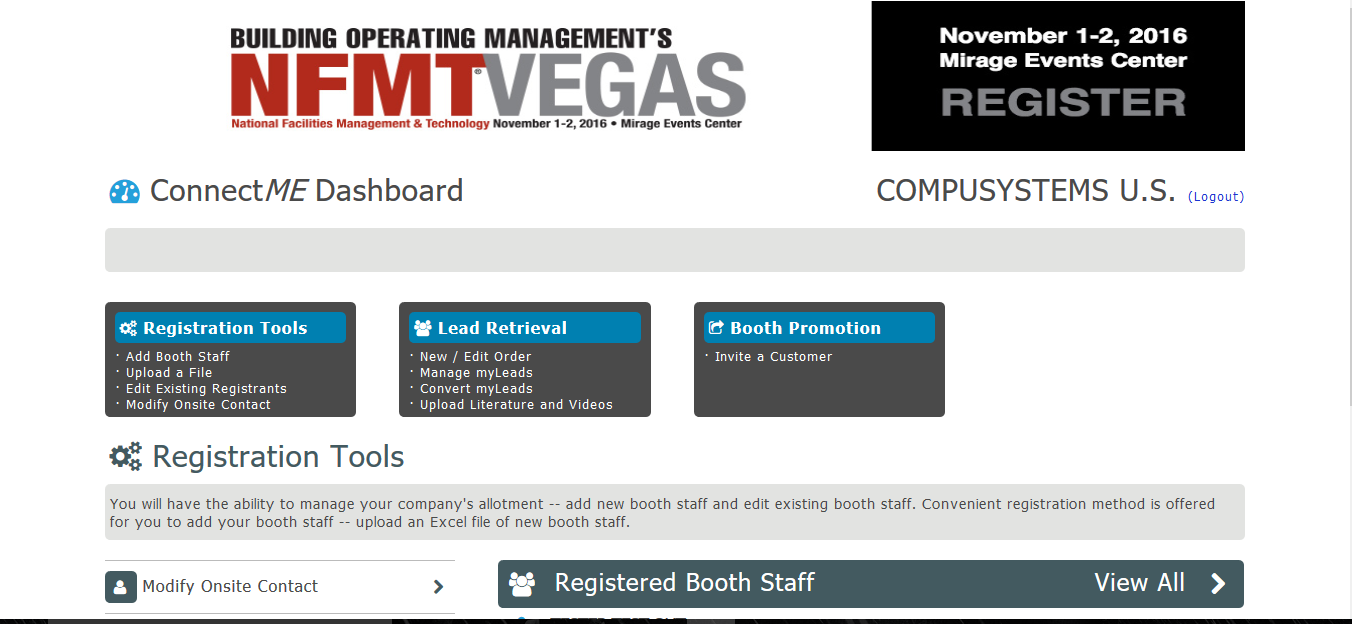 BUILDING OPERATING MANAGEMENT'S
NFMT®VEGAS
National Facilities Management & Technology November 1-2, 2016 • Mirage Events Center
November 1-2, 2016
Mirage Events Center
REGISTER
ConnectME Dashboard
COMPUSYSTEMS U.S. (Logout)
Registration Tools
· Add Booth Staff
· Upload a File
· Edit Existing Registrants
· Modify Onsite Contact
Lead Retrieval
· New / Edit Order
· Manage myLeads
· Convert myLeads
· Upload Literature and Videos
Booth Promotion
· Invite a Customer
Registration Tools
You will have the ability to manage your company's allotment -- add new booth staff and edit existing booth staff. Convenient registration method is offered
for you to add your booth staff -- upload an Excel file of new booth staff.
Modify Onsite Contact
Registered Booth Staff
View All